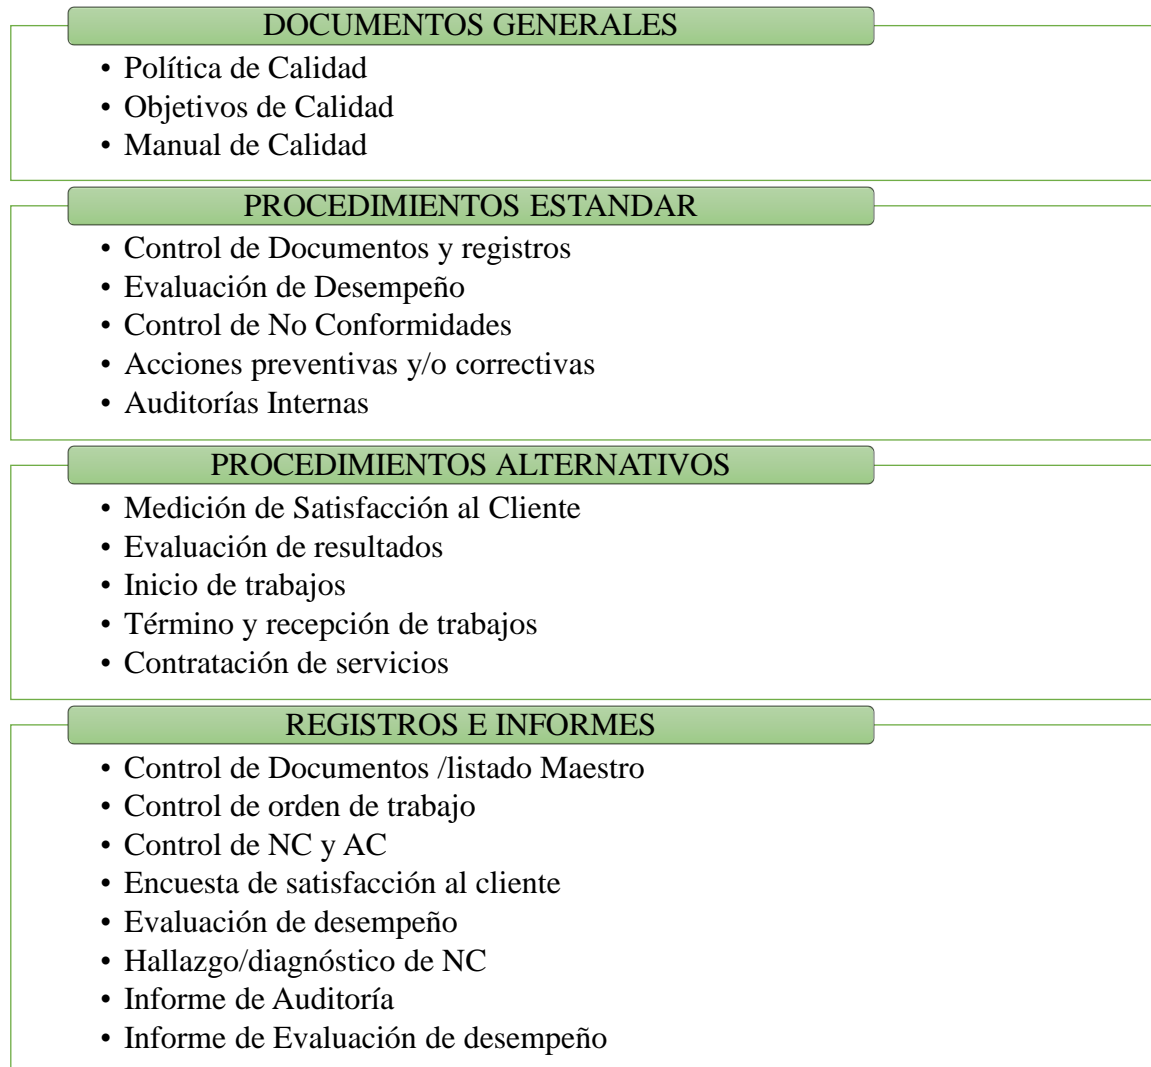 DOCUMENTOS GENERALES
• Política de Calidad
• Objetivos de Calidad
• Manual de Calidad
PROCEDIMIENTOS ESTANDAR
• Control de Documentos y registros
• Evaluación de Desempeño
• Control de No Conformidades
• Acciones preventivas y/o correctivas
• Auditorías Internas
PROCEDIMIENTOS ALTERNATIVOS
• Medición de Satisfacción al Cliente
• Evaluación de resultados
• Inicio de trabajos
• Término y recepción de trabajos
• Contratación de servicios
REGISTROS E INFORMES
• Control de Documentos /listado Maestro
• Control de orden de trabajo
• Control de NC y AC
• Encuesta de satisfacción al cliente
• Evaluación de desempeño
• Hallazgo/diagnóstico de NC
• Informe de Auditoría
• Informe de Evaluación de desempeño